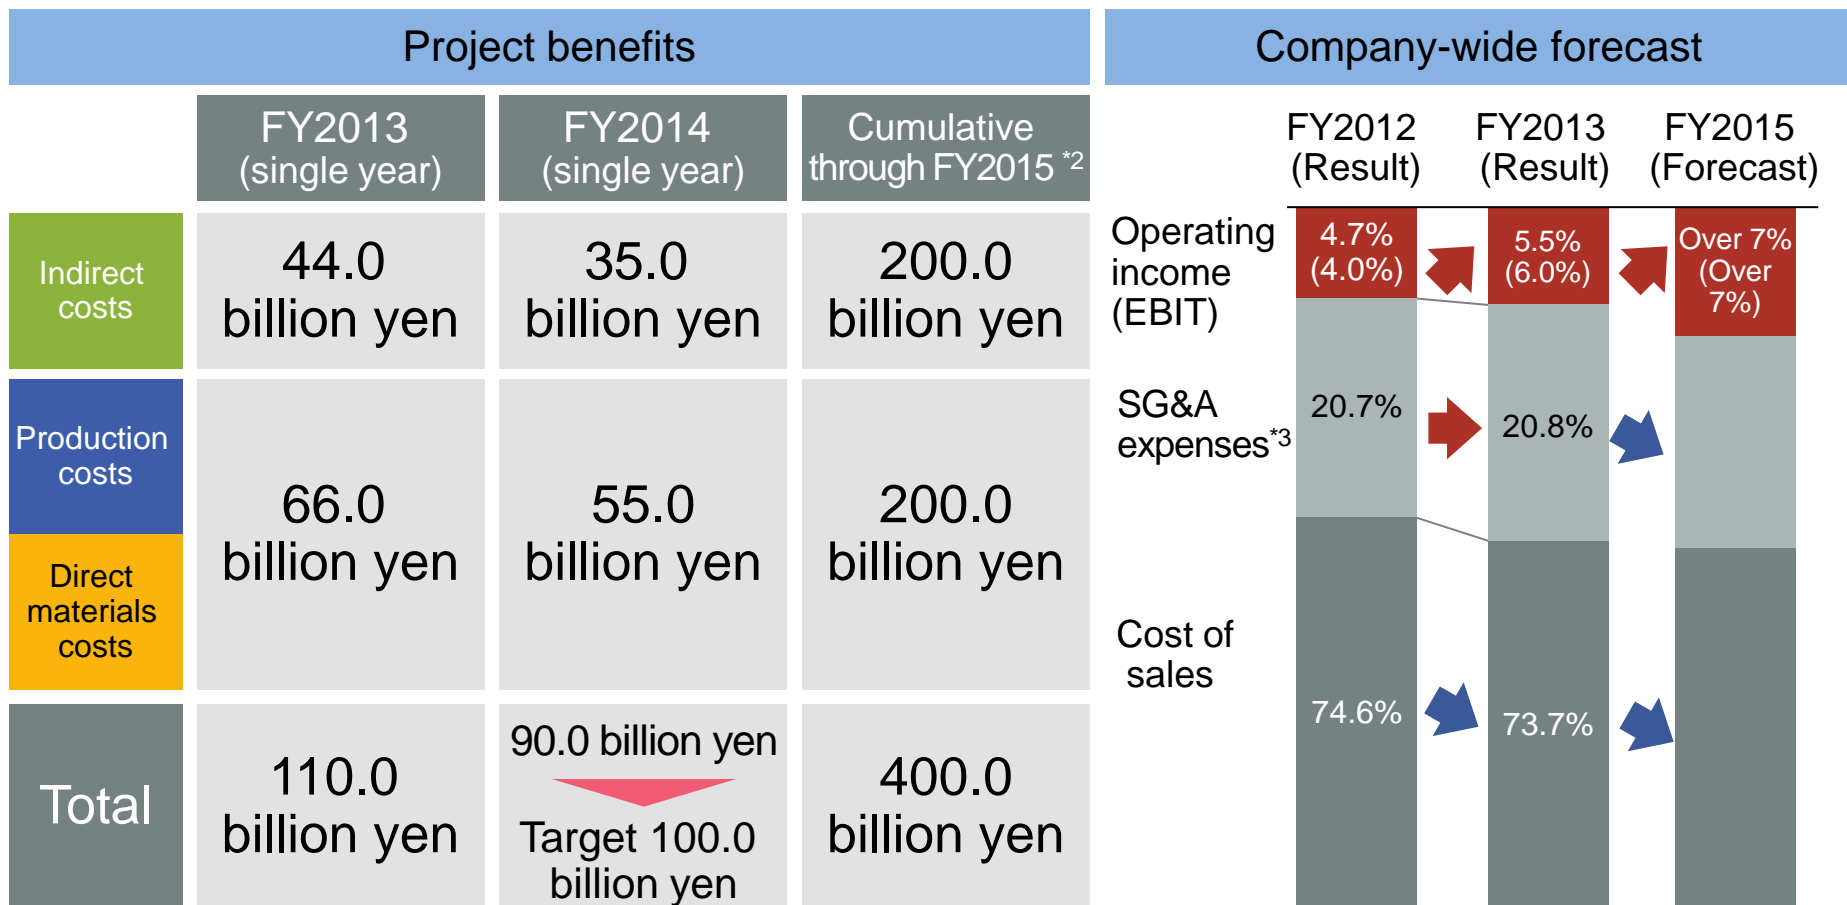 Project benefits
FY2013
(single year)
FY2014
(single year)
Cumulative
through FY2015 *2
Indirect
costs
44.0
billion yen
35.0
billion yen
200.0
billion yen
Production
costs
Direct
materials
costs
66.0
billion yen
55.0
billion yen
200.0
billion yen
Total
110.0
billion yen
90.0 billion yen
Target 100.0
billion yen
400.0
billion yen
Company-wide forecast
FY2012
(Result)
FY2013
(Result)
FY2015
(Forecast)
Operating
income
(EBIT)
4.7%
(4.0%)
5.5%
(6.0%)
Over 7%
(Over
7%)
SG&A
expenses*3
20.7%
20.8%
Cost of
sales
74.6%
73.7%